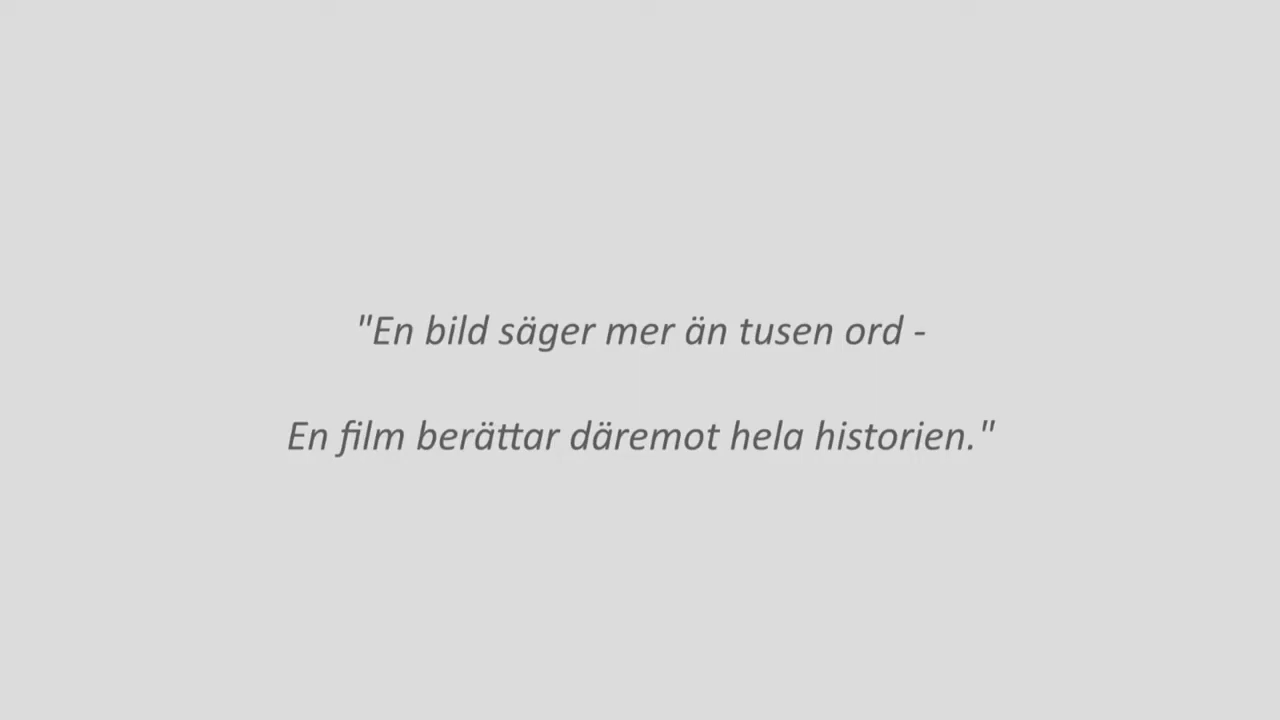 "En bild säger mer än tusen ord -
En film berättar däremot hela historien."